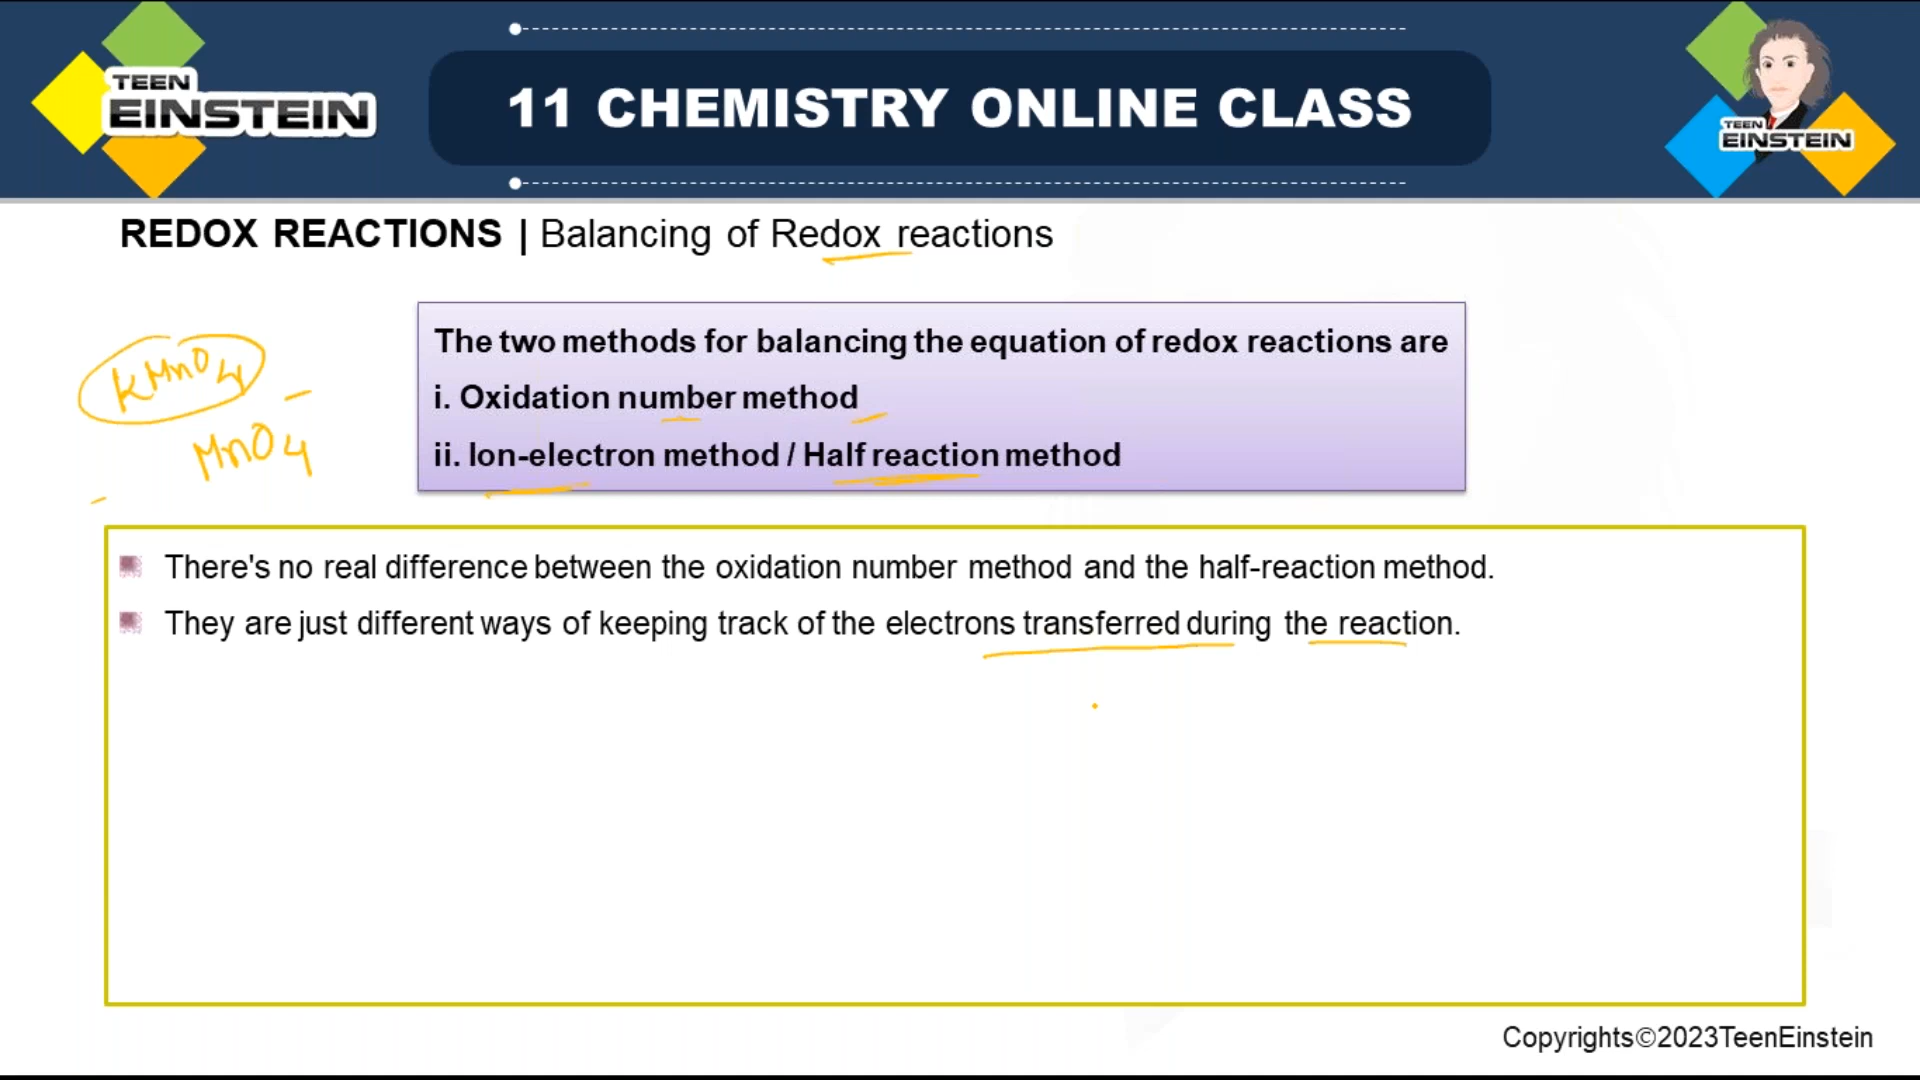 TEEN
EINSTEIN
11 CHEMISTRY ONLINE CLASS
TEEN
EINSTEIN
REDOX REACTIONS | Balancing of Redox reactions
KMnO4
MnO4 -
The two methods for balancing the equation of redox reactions are
i. Oxidation number method
ii. Ion-electron method / Half reaction method
There's no real difference between the oxidation number method and the half-reaction method.
They are just different ways of keeping track of the electrons transferred during the reaction.
Copyrights©2023TeenEinstein